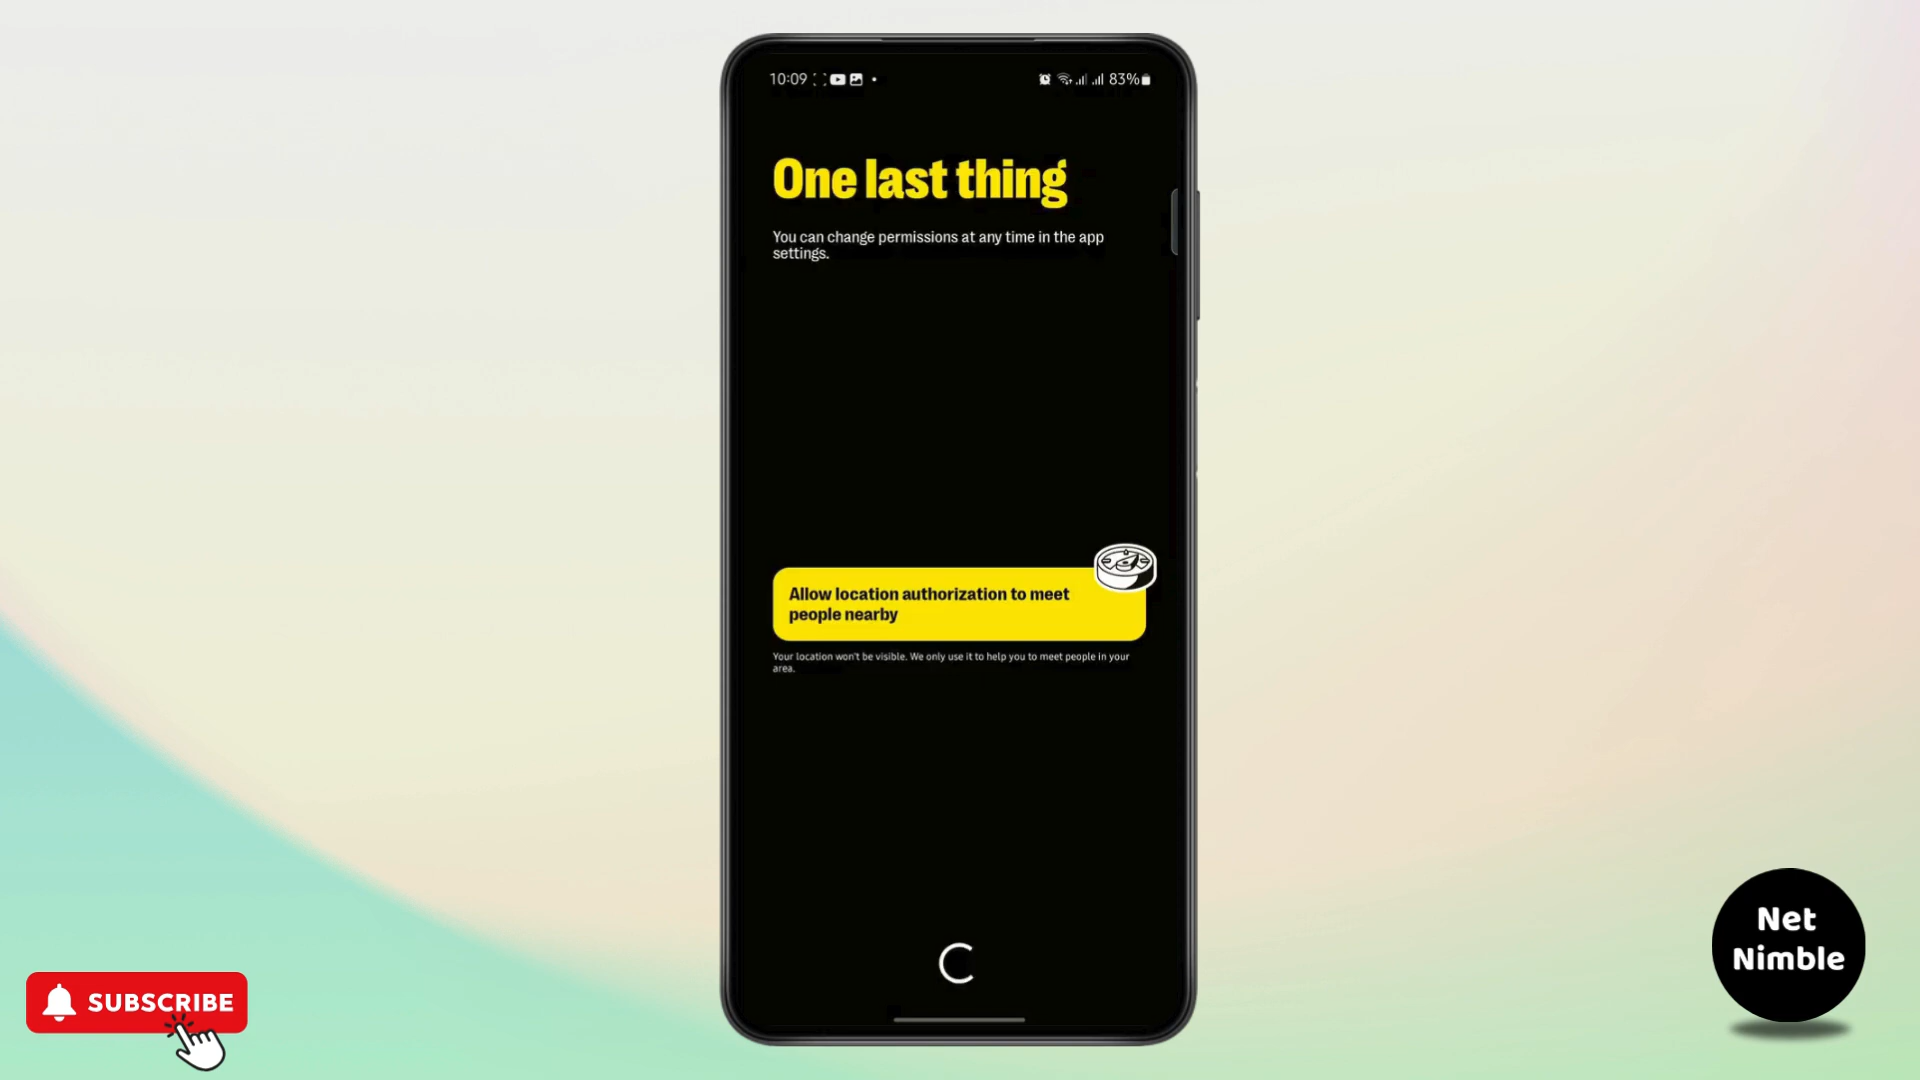 10:09
83%
One last thing
You can change permissions at any time in the app
settings.
Allow location authorization to meet
people nearby
Your location won't be visible. We only use it to help you to meet people in your
area.
SUBSCRIBE
Net
Nimble